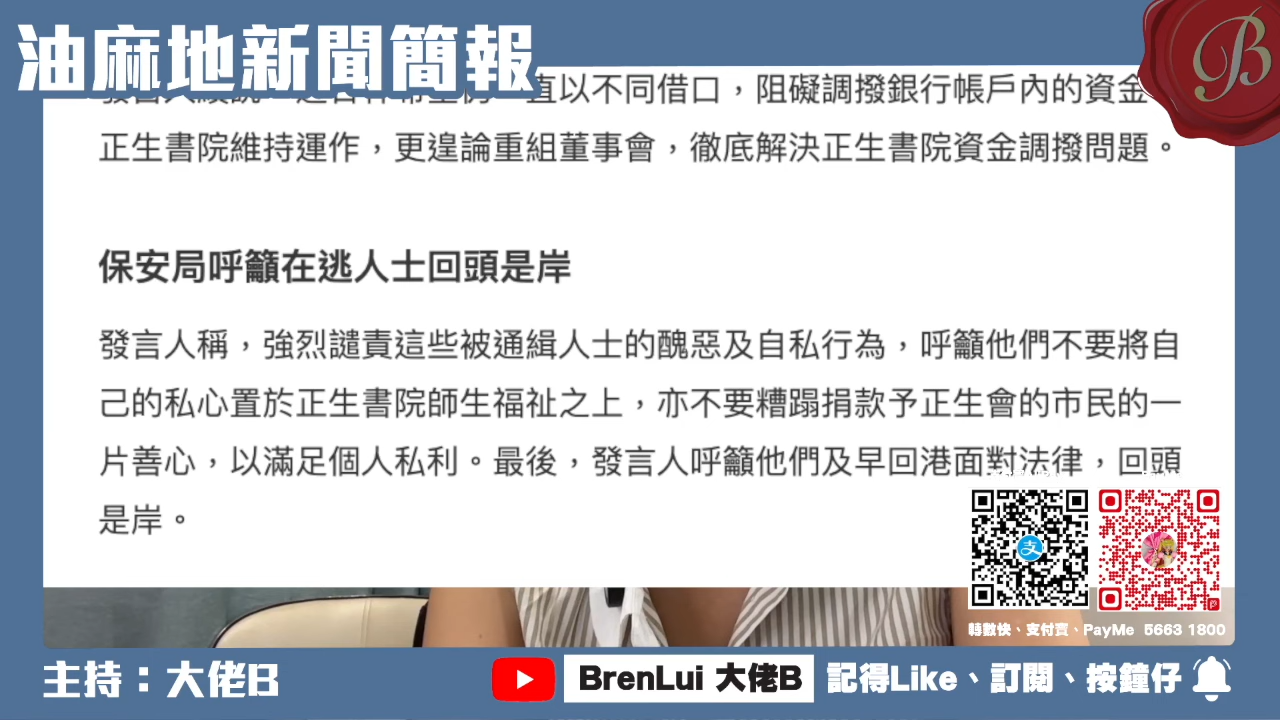 油麻地新聞簡報
B
直以不同借口，阻礙調撥銀行帳戶內的資金
正生書院維持運作，更遑論重組董事會，徹底解決正生書院資金調撥問題。
保安局呼籲在逃人士回頭是岸
發言人稱，強烈譴責這些被通緝人士的醜惡及自私行為，呼籲他們不要將自
己的私心置於正生書院師生福祉之上，亦不要糟蹋捐款予正生會的市民的一
片善心，以滿足個人私利。最後，發言人呼籲他們及早回港面對法律，回頭
是岸。
支
轉數快、支付寶、PayMe 5663 1800
主持：大佬B
BrenLui 大佬B
記得Like、訂閱、按鐘仔